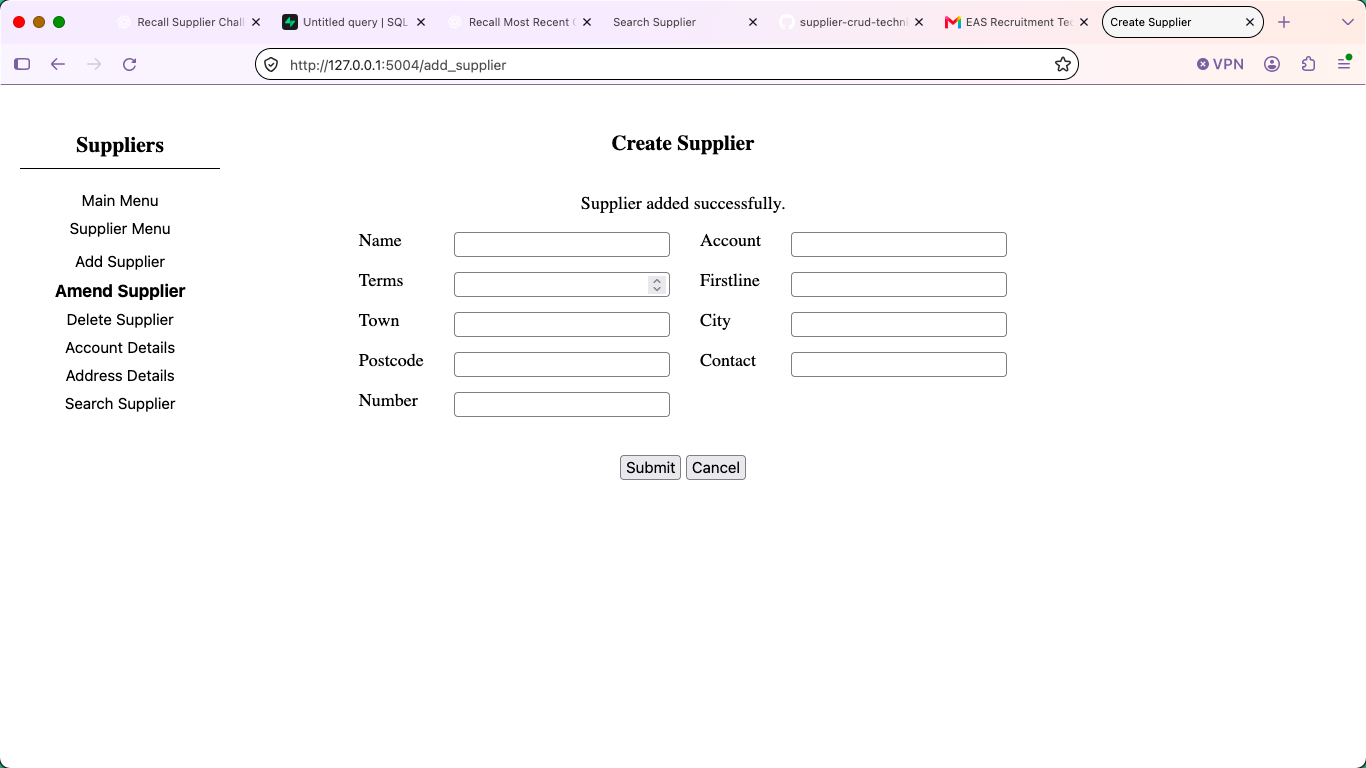 Recall Supplier Chall
Untitled query | SQL
Recall Most Recent
Search Supplier
supplier-crud-techni
EAS Recruitment Tec
Create Supplier
http://127.0.0.1:5004/add_supplier
VPN
Suppliers
Main Menu
Supplier Menu
Add Supplier
Amend Supplier
Delete Supplier
Account Details
Address Details
Search Supplier
Create Supplier
Supplier added successfully.
Name
Account
Terms
Firstline
Town
City
Postcode
Contact
Number
Submit Cancel